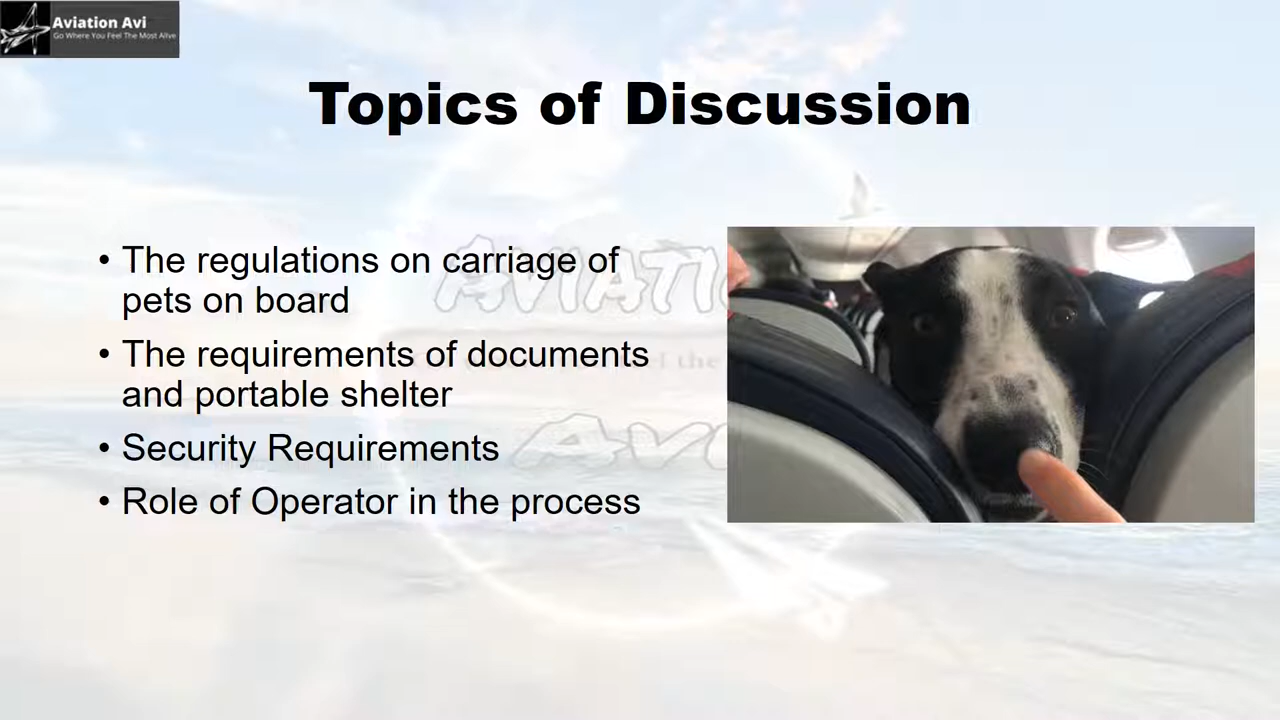 Aviation Avi
Go Where You Feel The Most Alive
Topics of Discussion
• The regulations on carriage of
pets on board
• The requirements of documents
and portable shelter
• Security Requirements
• Role of Operator in the process